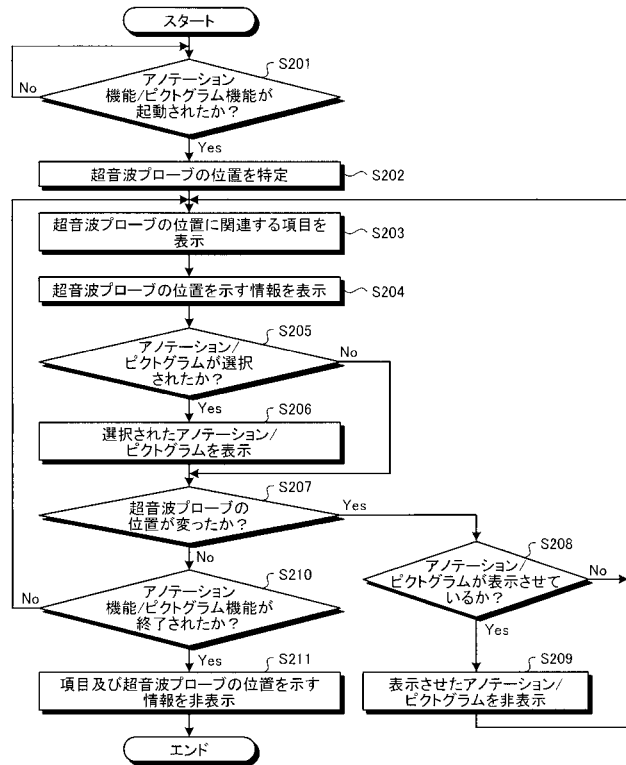 スタート
S201
アノテーション
機能/ピクトグラム機能が
起動されたか？
No
Yes
超音波プローブの位置を特定
S202
超音波プローブの位置に関連する項目を
表示
S203
超音波プローブの位置を示す情報を表示
S204
S205
アノテーション/
ピクトグラムが選択
されたか？
No
Yes
S206
選択されたアノテーション/
ピクトグラムを表示
S207
超音波プローブの
位置が変ったか？
Yes
No
S208
アノテーション/
ピクトグラムが表示させて
いるか？
No
Yes
S209
表示させたアノテーション/
ピクトグラムを非表示
S210
アノテーション
機能/ピクトグラム機能が
終了されたか？
No
Yes
S211
項目及び超音波プローブの位置を示す
情報を非表示
エンド